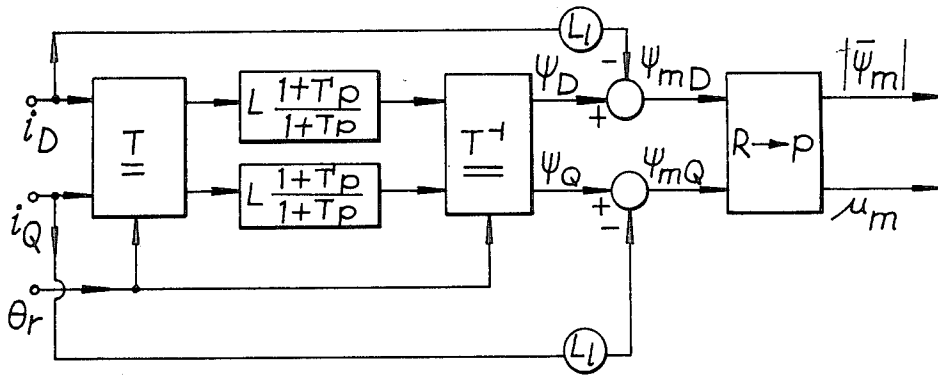 L_l
−
Ψ_D
Ψ_mD
|Ψ̄_m|
i_D
T
L (1+T'p)/(1+Tp)
T⁻¹
+
R→p
i_Q
L (1+T'p)/(1+Tp)
Ψ_Q
Ψ_mQ
+
−
μ_m
θ_r
L_l